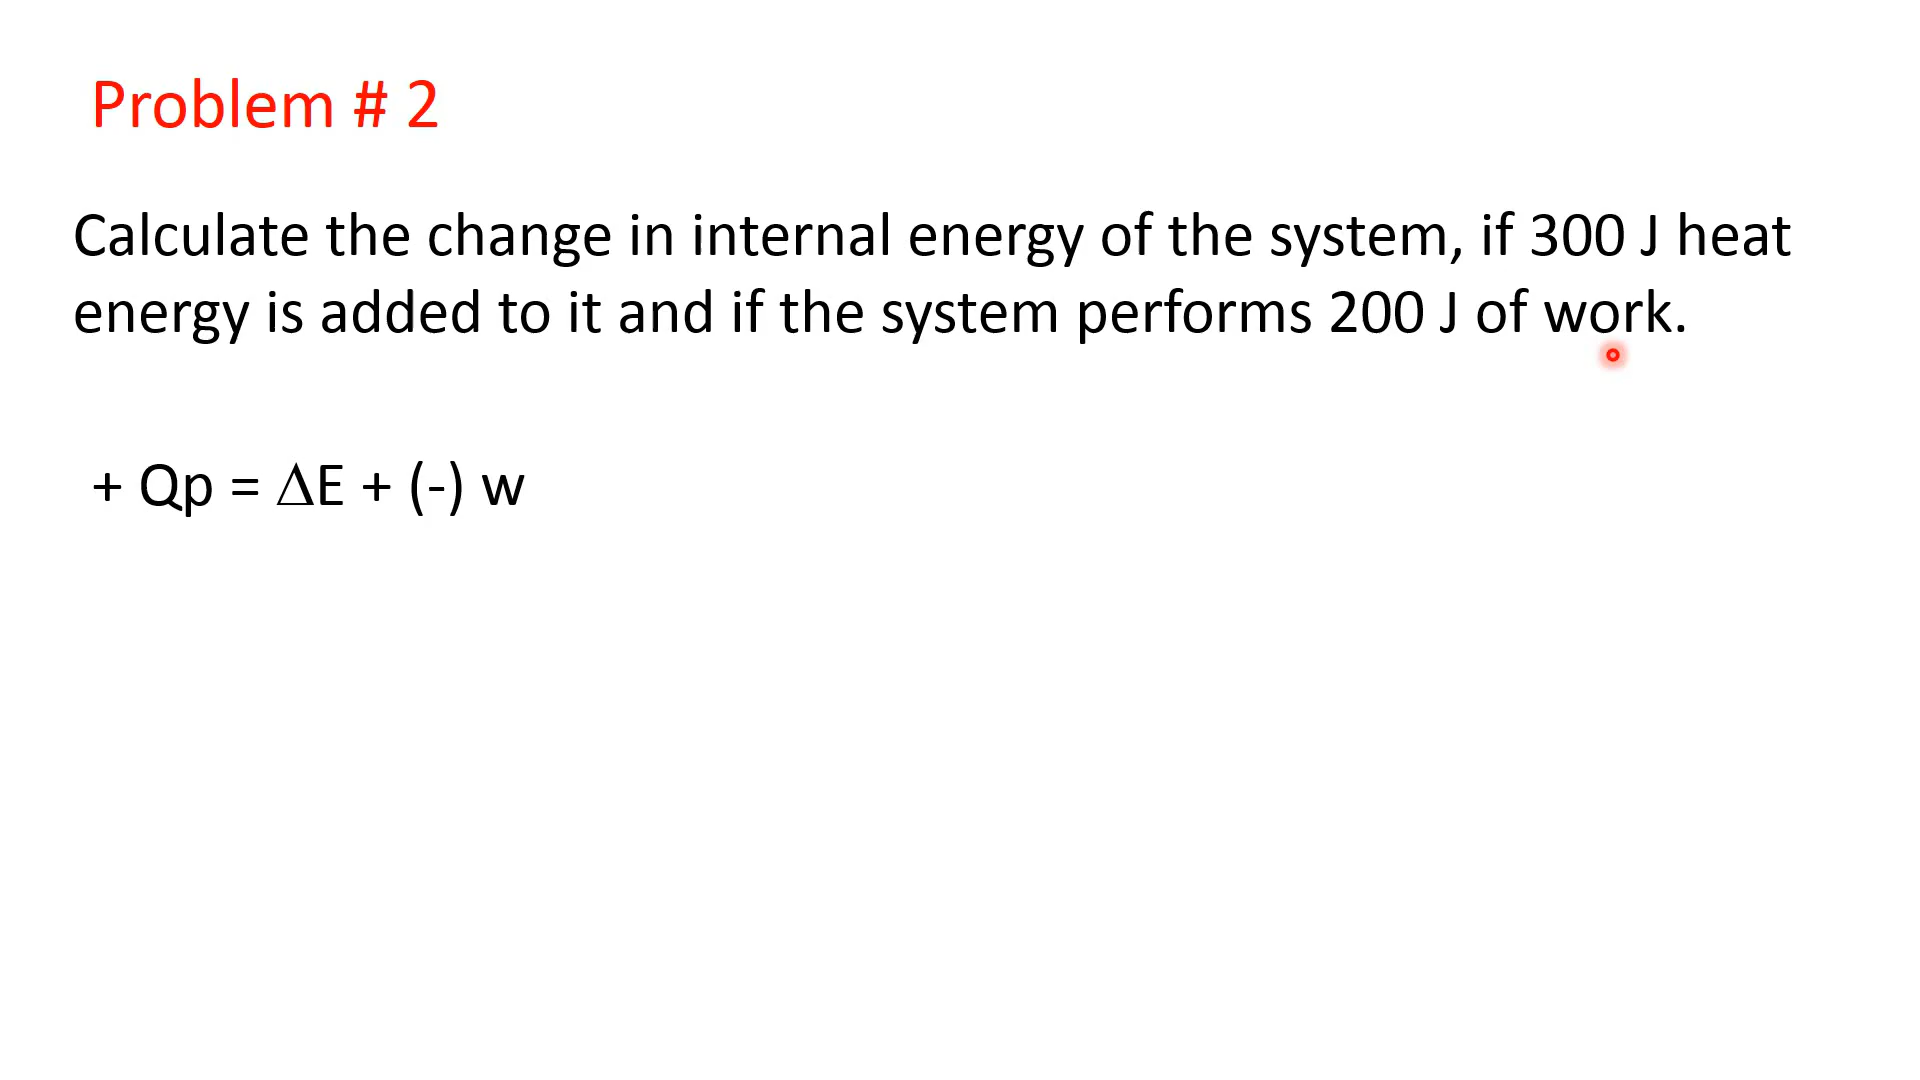 Problem # 2
Calculate the change in internal energy of the system, if 300 J heat
energy is added to it and if the system performs 200 J of work.
+ Qp = ΔE + (-) w